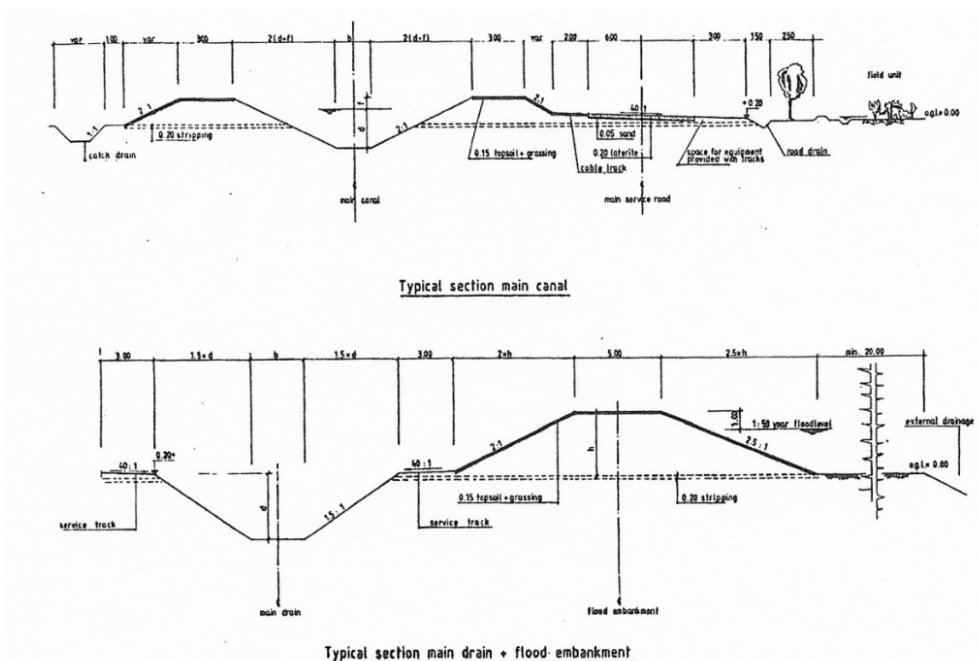 var 1.00 var 3.00 2(d+f) b 2(d+f) 3.00 var 2.00 6.00 3.00 1.50 2.50
field unit
2:1 f 2:1 40:1 +0.20 o.g.l.= 0.00
1:1 0.20 stripping d 2:1 0.05 sand
catch drain 0.15 topsoil + grassing 0.20 laterite space for equipment provided with tracks road drain
cable track
main canal main service road
Typical section main canal
3.00 1.5*d b 1.5*d 3.00 2*h 5.00 2.5*h min. 20.00
1.00 1:50 year floodlevel external drainage
40:1 0.20+ 40:1 2:1 h 2.5:1 o.g.l.= 0.00
d 1.5:1 0.15 topsoil + grassing 0.20 stripping
service track service track
main drain flood embankment
Typical section main drain + flood embankment